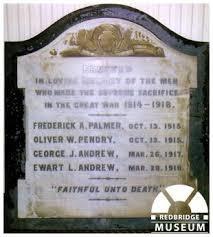 IN LOVING MEMORY OF THE MEN
WHO MADE THE SUPREME SACRIFICE
IN THE GREAT WAR 1914-1918.
FREDERICK A. PALMER, OCT. 13. 1915.
OLIVER W. PENDRY, OCT. 13. 1915.
GEORGE J. ANDREW, MAR. 26. 1917.
EWART L. ANDREW, MAR. 28. 1918.
"FAITHFUL UNTO DEATH"
REDBRIDGE
MUSEUM